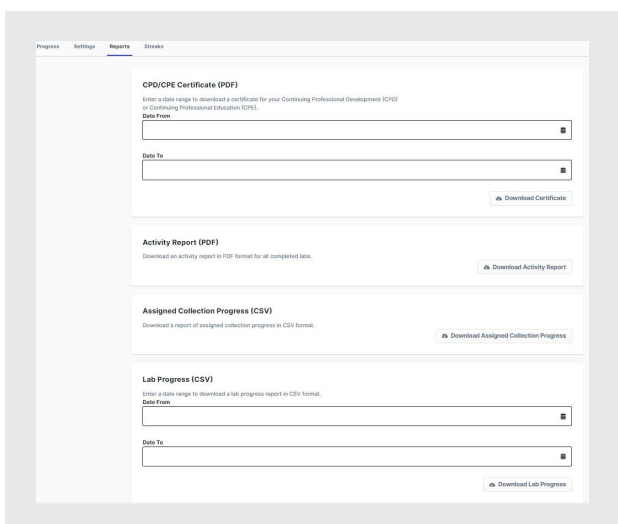 Progress Settings Reports Streaks
CPD/CPE Certificate (PDF)
Enter a date range to download a certificate for your Continuing Professional Development (CPD)
or Continuing Professional Education (CPE).
Date From
Date To
Download Certificate
Activity Report (PDF)
Download an activity report in PDF format for all completed labs.
Download Activity Report
Assigned Collection Progress (CSV)
Download a report of assigned collection progress in CSV format.
Download Assigned Collection Progress
Lab Progress (CSV)
Enter a date range to download a lab progress report in CSV format.
Date From
Date To
Download Lab Progress